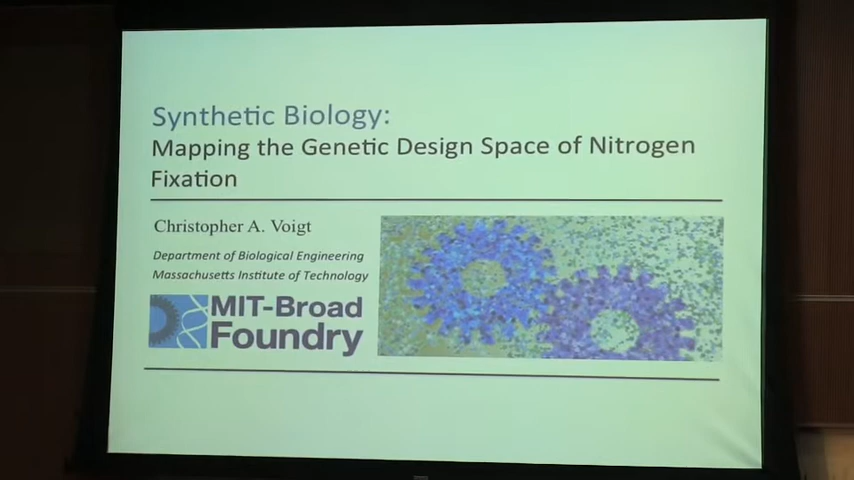 Synthetic Biology:
Mapping the Genetic Design Space of Nitrogen
Fixation
Christopher A. Voigt
Department of Biological Engineering
Massachusetts Institute of Technology
MIT-Broad
Foundry